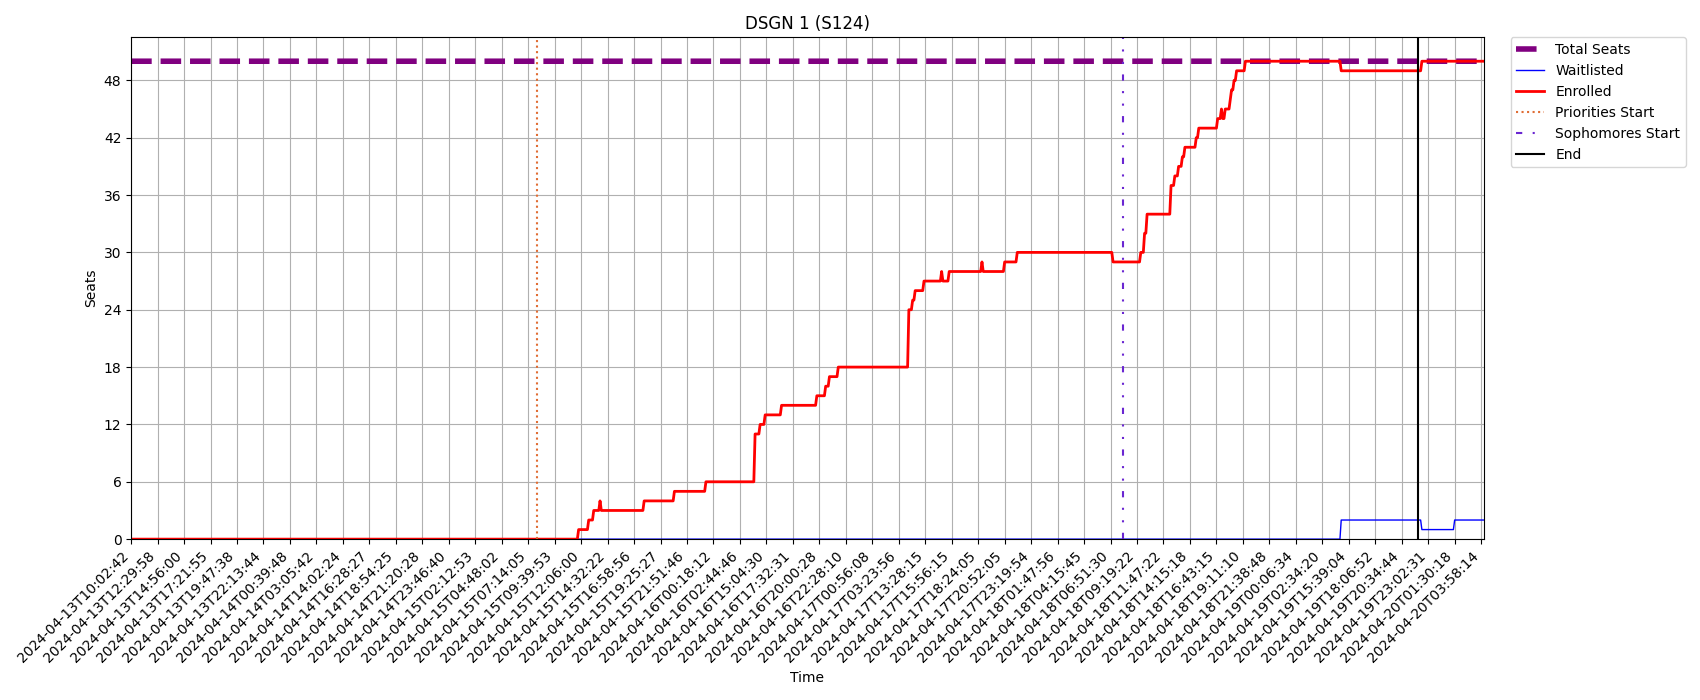 DSGN 1 (S124)
Total Seats
Waitlisted
Enrolled
Priorities Start
Sophomores Start
End
Seats
48
42
36
30
24
18
12
6
0
2024-04-13T10:02:42
2024-04-13T12:29:58
2024-04-13T14:56:00
2024-04-13T17:21:55
2024-04-13T19:47:38
2024-04-13T22:13:44
2024-04-14T00:39:48
2024-04-14T03:05:42
2024-04-14T14:02:24
2024-04-14T16:28:27
2024-04-14T18:54:25
2024-04-14T21:20:28
2024-04-14T23:46:40
2024-04-15T02:12:53
2024-04-15T04:48:02
2024-04-15T07:14:05
2024-04-15T09:39:53
2024-04-15T12:06:00
2024-04-15T14:32:22
2024-04-15T16:58:56
2024-04-15T19:25:27
2024-04-15T21:51:46
2024-04-16T00:18:12
2024-04-16T02:44:46
2024-04-16T15:04:30
2024-04-16T17:32:31
2024-04-16T20:00:28
2024-04-16T22:28:10
2024-04-17T00:56:08
2024-04-17T03:23:56
2024-04-17T13:28:15
2024-04-17T15:56:15
2024-04-17T18:24:05
2024-04-17T20:52:05
2024-04-17T23:19:54
2024-04-18T01:47:56
2024-04-18T04:15:45
2024-04-18T06:51:30
2024-04-18T09:19:22
2024-04-18T11:47:22
2024-04-18T14:15:18
2024-04-18T16:43:15
2024-04-18T19:11:10
2024-04-18T21:38:48
2024-04-19T00:06:34
2024-04-19T02:34:20
2024-04-19T15:39:04
2024-04-19T18:06:52
2024-04-19T20:34:44
2024-04-19T23:02:31
2024-04-20T01:30:18
2024-04-20T03:58:14
Time